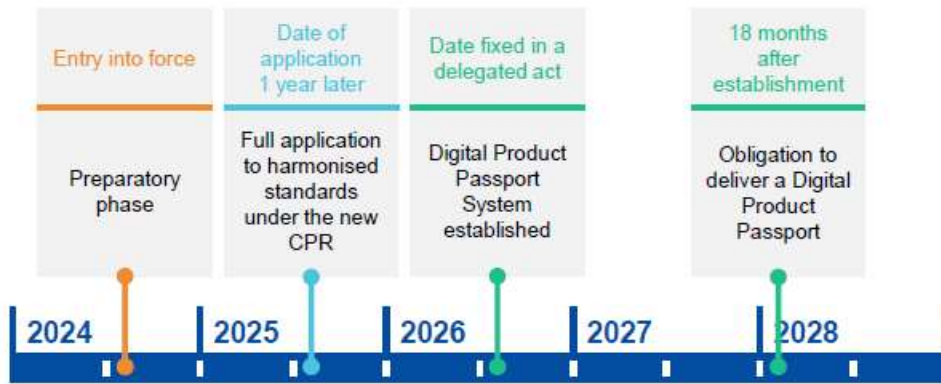 Entry into force
Preparatory
phase
Date of
application
1 year later
Full application
to harmonised
standards
under the new
CPR
Date fixed in a
delegated act
Digital Product
Passport
System
established
18 months
after
establishment
Obligation to
deliver a Digital
Product
Passport
2024 2025 2026 2027 2028